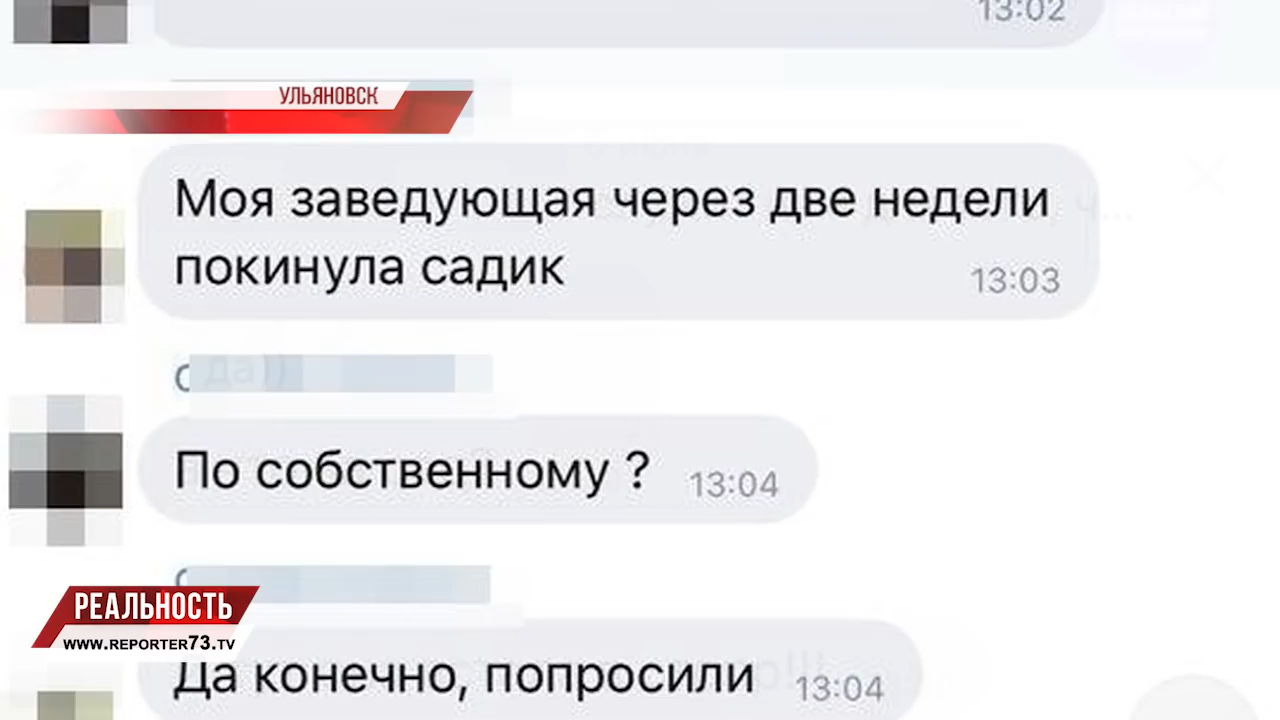 13:02
УЛЬЯНОВСК
Моя заведующая через две недели
покинула садик
13:03
да))
По собственному ?
13:04
РЕАЛЬНОСТЬ
www.REPORTER73.TV
Да конечно, попросили
13:04